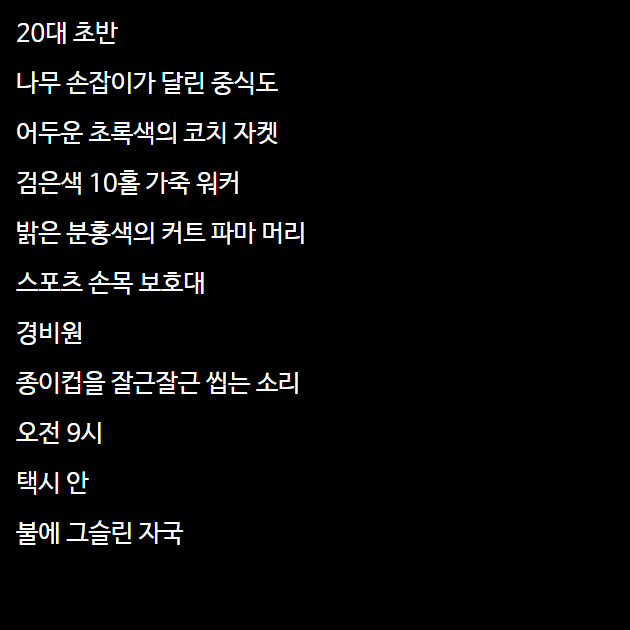 20대 초반
나무 손잡이가 달린 중식도
어두운 초록색의 코치 자켓
검은색 10홀 가죽 워커
밝은 분홍색의 커트 파마 머리
스포츠 손목 보호대
경비원
종이컵을 잘근잘근 씹는 소리
오전 9시
택시 안
불에 그슬린 자국